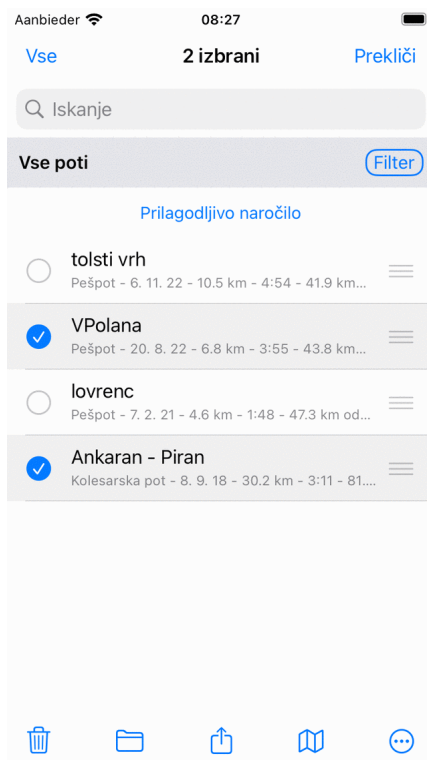 Aanbieder 08:27
Vse 2 izbrani Prekliči
Iskanje
Vse poti Filter
Prilagodljivo naročilo
tolsti vrh
Pešpot - 6. 11. 22 - 10.5 km - 4:54 - 41.9 km...
VPolana
Pešpot - 20. 8. 22 - 6.8 km - 3:55 - 43.8 km...
lovrenc
Pešpot - 7. 2. 21 - 4.6 km - 1:48 - 47.3 km od...
Ankaran - Piran
Kolesarska pot - 8. 9. 18 - 30.2 km - 3:11 - 81....